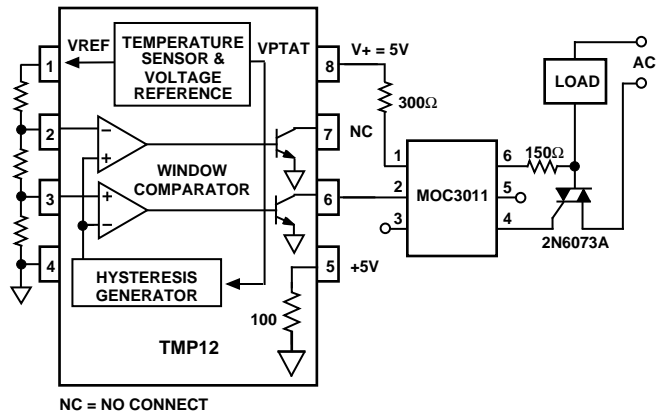 TEMPERATURE
SENSOR &
VOLTAGE
REFERENCE
VREF
VPTAT
1
2
3
4
8
7
6
5
V+ = 5V
NC
+5V
300Ω
WINDOW
COMPARATOR
HYSTERESIS
GENERATOR
100
TMP12
1
2
3
MOC3011
6
5
4
150Ω
LOAD
AC
2N6073A
NC = NO CONNECT